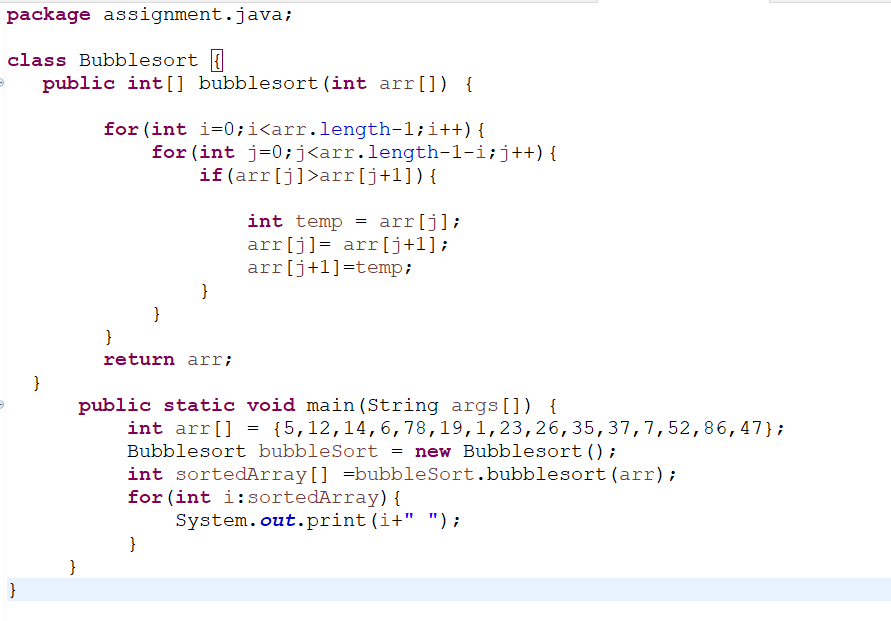 package assignment.java;
class Bubblesort {
public int[] bubblesort(int arr[]) {
for(int i=0;i<arr.length-1;i++){
for(int j=0;j<arr.length-1-i;j++){
if(arr[j]>arr[j+1]){
int temp = arr[j];
arr[j]= arr[j+1];
arr[j+1]=temp;
}
}
}
return arr;
}
public static void main(String args[]) {
int arr[] = {5,12,14,6,78,19,1,23,26,35,37,7,52,86,47};
Bubblesort bubbleSort = new Bubblesort();
int sortedArray[] =bubbleSort.bubblesort(arr);
for(int i:sortedArray){
System.out.print(i+" ");
}
}
}